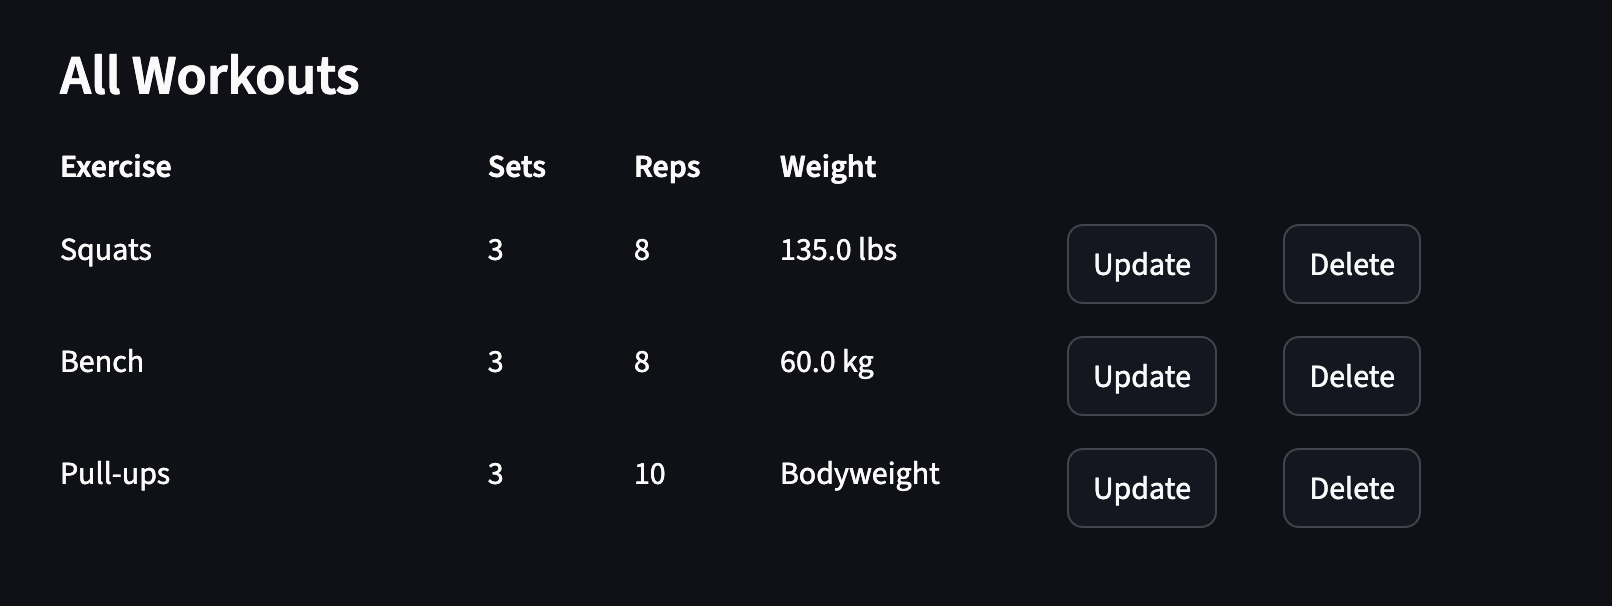 All Workouts
Exercise Sets Reps Weight
Squats 3 8 135.0 lbs Update Delete
Bench 3 8 60.0 kg Update Delete
Pull-ups 3 10 Bodyweight Update Delete